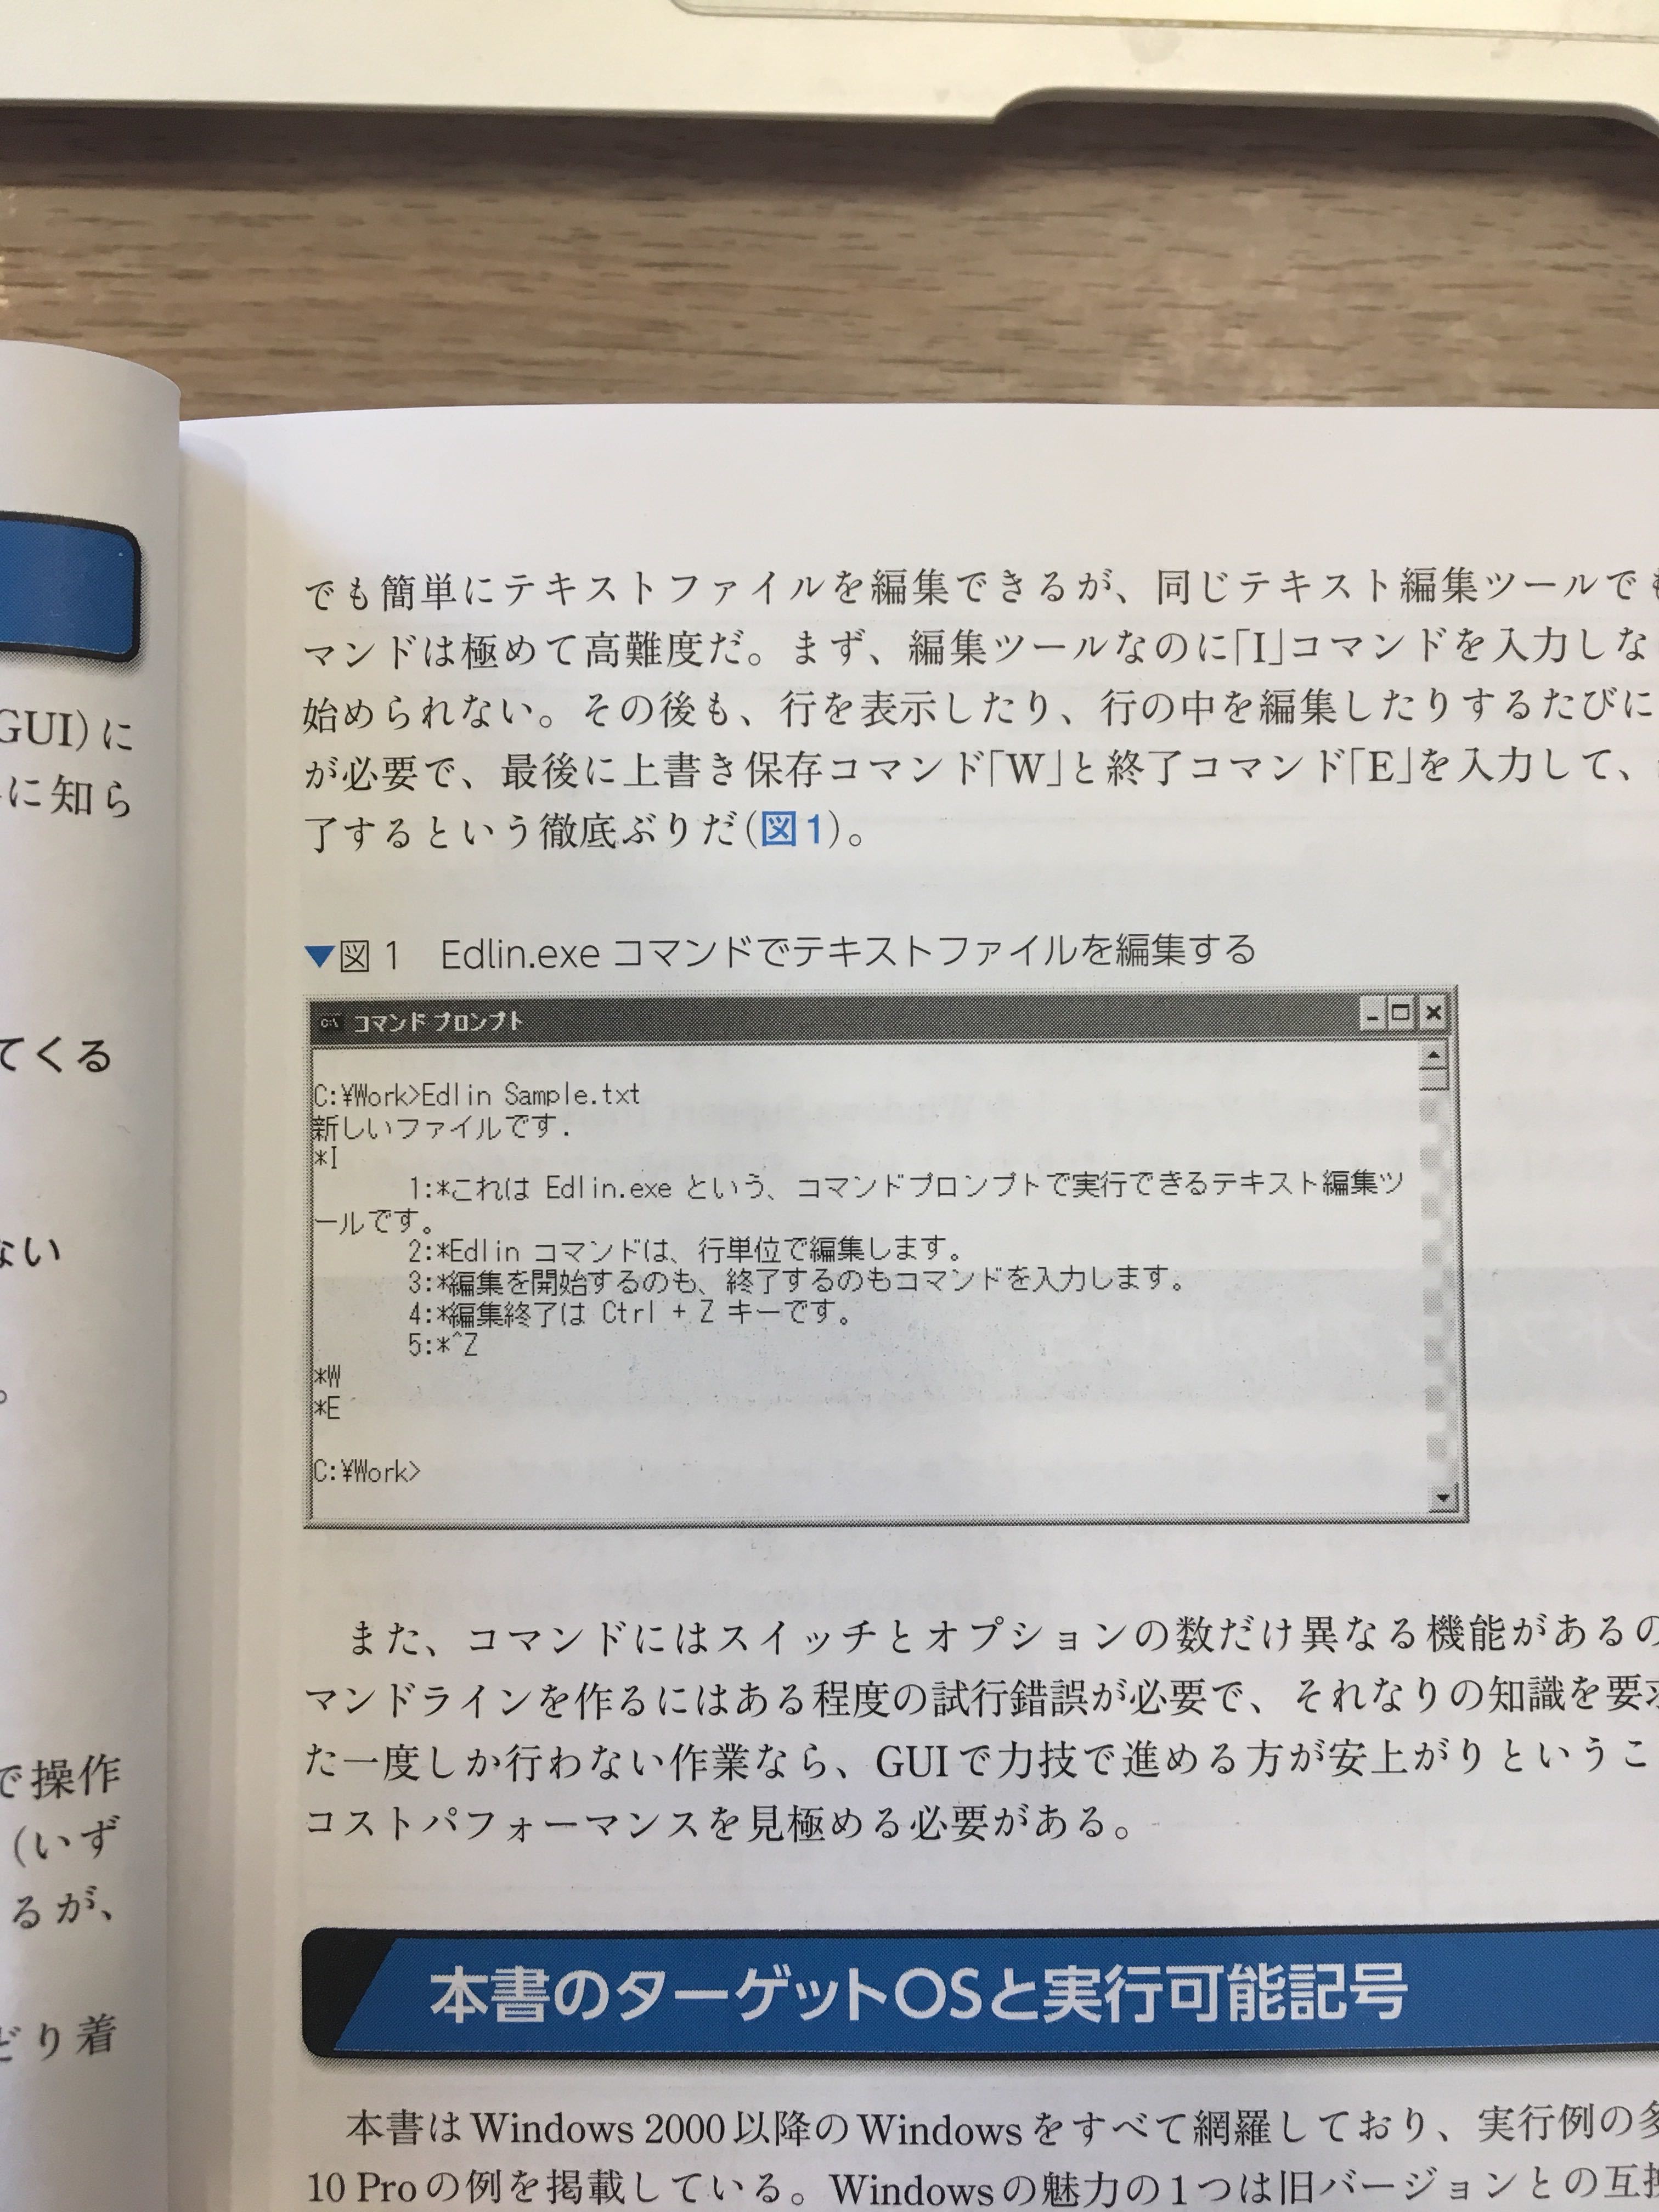 GUI)に
に知ら
てくる
ない
。
で操作
(いず
るが、
どり着
でも簡単にテキストファイルを編集できるが、同じテキスト編集ツールでも
マンドは極めて高難度だ。まず、編集ツールなのに「I」コマンドを入力しな
始められない。その後も、行を表示したり、行の中を編集したりするたびに
が必要で、最後に上書き保存コマンド「W」と終了コマンド「E」を入力して、
了するという徹底ぶりだ(図1)。
▼図1 Edlin.exe コマンドでテキストファイルを編集する
C:\ コマンド プロンプト
C:¥Work>Edlin Sample.txt
新しいファイルです.
*I
1:*これは Edlin.exe という、コマンドプロンプトで実行できるテキスト編集ツ
ールです。
2:*Edlin コマンドは、行単位で編集します。
3:*編集を開始するのも、終了するのもコマンドを入力します。
4:*編集終了は Ctrl + Z キーです。
5:*^Z
*W
*E
C:¥Work>
また、コマンドにはスイッチとオプションの数だけ異なる機能があるの
マンドラインを作るにはある程度の試行錯誤が必要で、それなりの知識を要求
た一度しか行わない作業なら、GUIで力技で進める方が安上がりというこ
コストパフォーマンスを見極める必要がある。
本書のターゲットOSと実行可能記号
本書はWindows 2000以降のWindowsをすべて網羅しており、実行例の多
10 Proの例を掲載している。Windowsの魅力の1つは旧バージョンとの互換